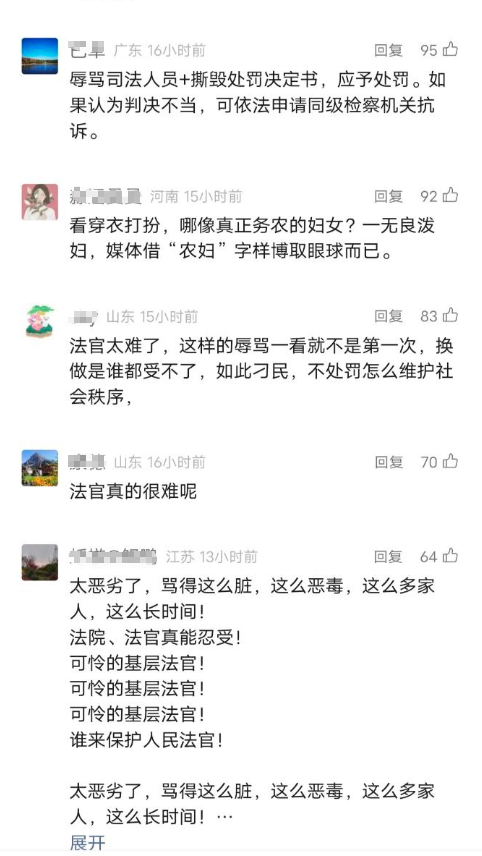 广东 16小时前 回复 95
辱骂司法人员+撕毁处罚决定书，应予处罚。如
果认为判决不当，可依法申请同级检察机关抗
诉。
河南 15小时前 回复 92
看穿衣打扮，哪像真正务农的妇女？一无良泼
妇，媒体借“农妇”字样博取眼球而已。
山东 15小时前 回复 83
法官太难了，这样的辱骂一看就不是第一次，换
做是谁都受不了，如此刁民，不处罚怎么维护社
会秩序，
山东 16小时前 回复 70
法官真的很难呢
江苏 13小时前 回复 64
太恶劣了，骂得这么脏，这么恶毒，这么多家
人，这么长时间！
法院、法官真能忍受！
可怜的基层法官！
可怜的基层法官！
可怜的基层法官！
谁来保护人民法官！
太恶劣了，骂得这么脏，这么恶毒，这么多家
人，这么长时间！…
展开